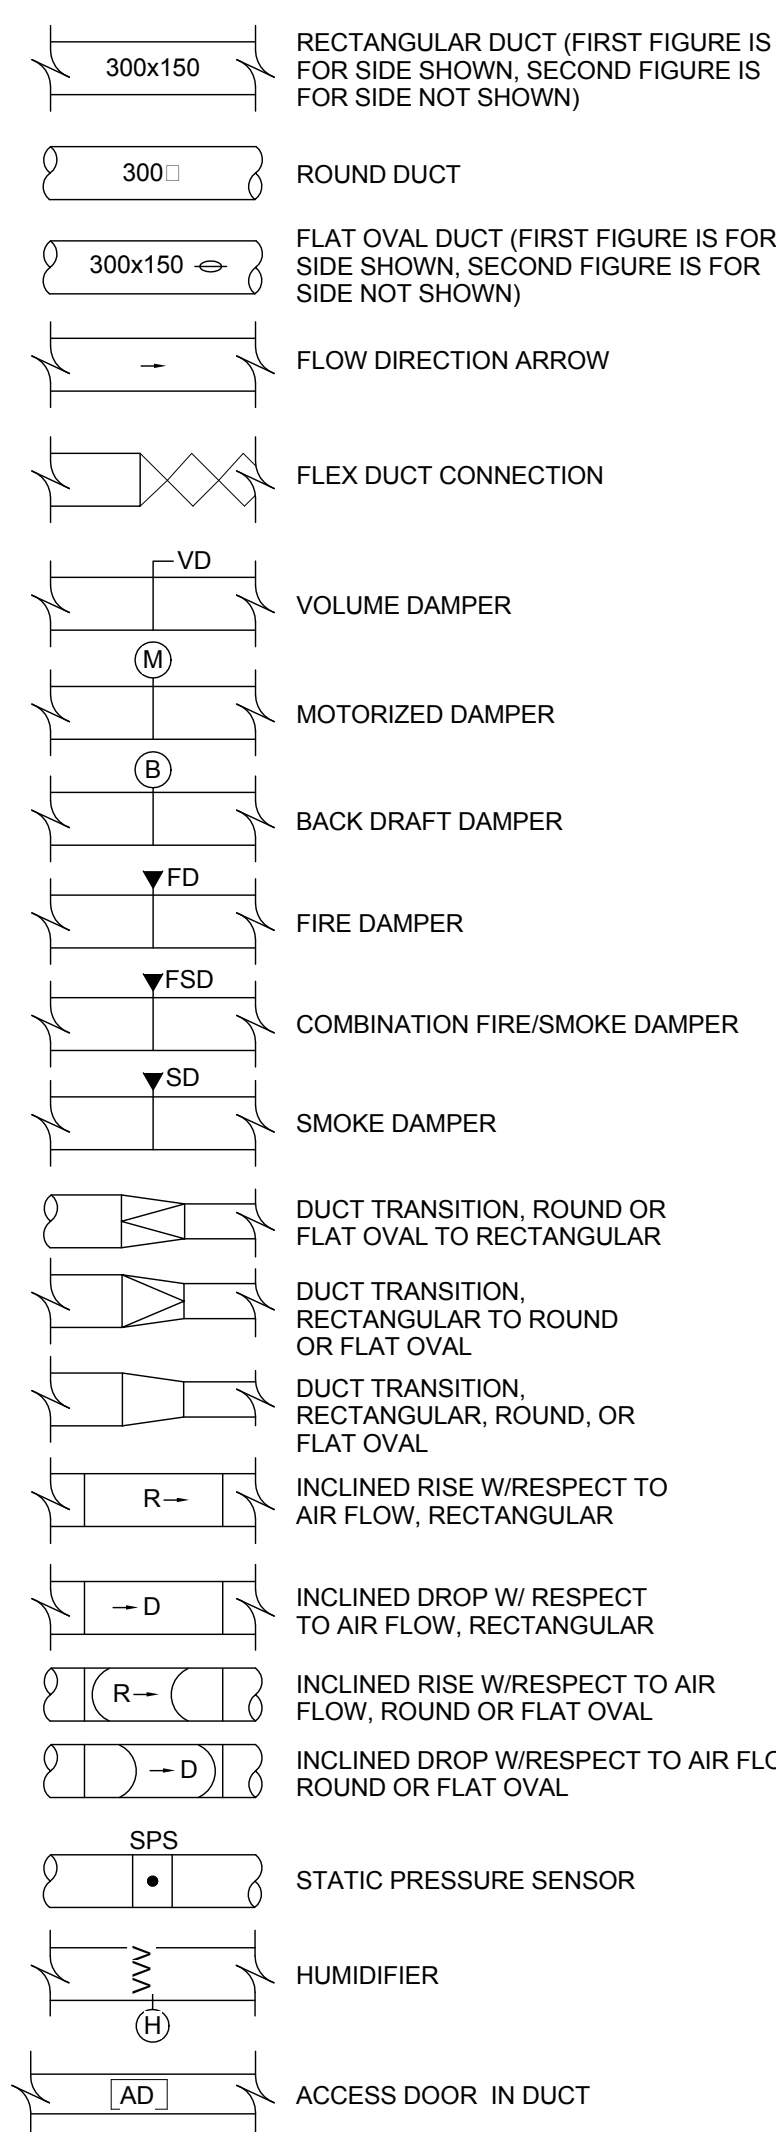 300x150
RECTANGULAR DUCT (FIRST FIGURE IS
FOR SIDE SHOWN, SECOND FIGURE IS
FOR SIDE NOT SHOWN)
300□
ROUND DUCT
300x150
FLAT OVAL DUCT (FIRST FIGURE IS FOR
SIDE SHOWN, SECOND FIGURE IS FOR
SIDE NOT SHOWN)
FLOW DIRECTION ARROW
FLEX DUCT CONNECTION
VD
VOLUME DAMPER
M
MOTORIZED DAMPER
B
BACK DRAFT DAMPER
FD
FIRE DAMPER
FSD
COMBINATION FIRE/SMOKE DAMPER
SD
SMOKE DAMPER
DUCT TRANSITION, ROUND OR
FLAT OVAL TO RECTANGULAR
DUCT TRANSITION,
RECTANGULAR TO ROUND
OR FLAT OVAL
DUCT TRANSITION,
RECTANGULAR, ROUND, OR
FLAT OVAL
R→
INCLINED RISE W/RESPECT TO
AIR FLOW, RECTANGULAR
→D
INCLINED DROP W/ RESPECT
TO AIR FLOW, RECTANGULAR
R→
INCLINED RISE W/RESPECT TO AIR
FLOW, ROUND OR FLAT OVAL
→D
INCLINED DROP W/RESPECT TO AIR
ROUND OR FLAT OVAL
SPS
STATIC PRESSURE SENSOR
HUMIDIFIER
H
AD
ACCESS DOOR IN DUCT